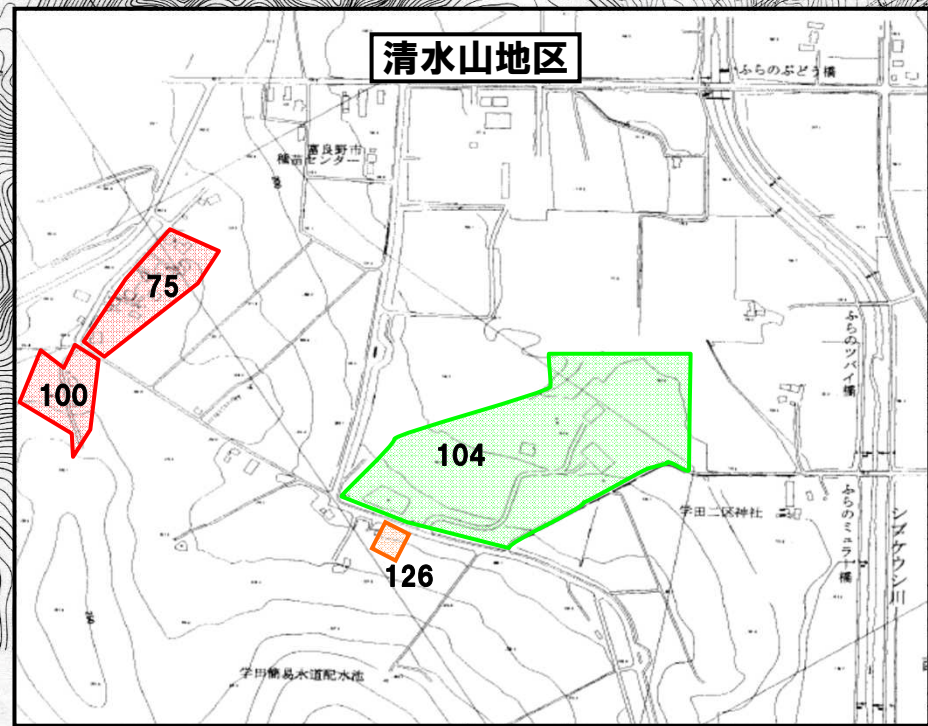 清水山地区
ふらのぶどう橋
富良野市
種苗センター
75
ふらのツバイ橋
100
104
学田二区神社
ふらのミュラー橋
シブケウシ川
126
学田簡易水道配水池